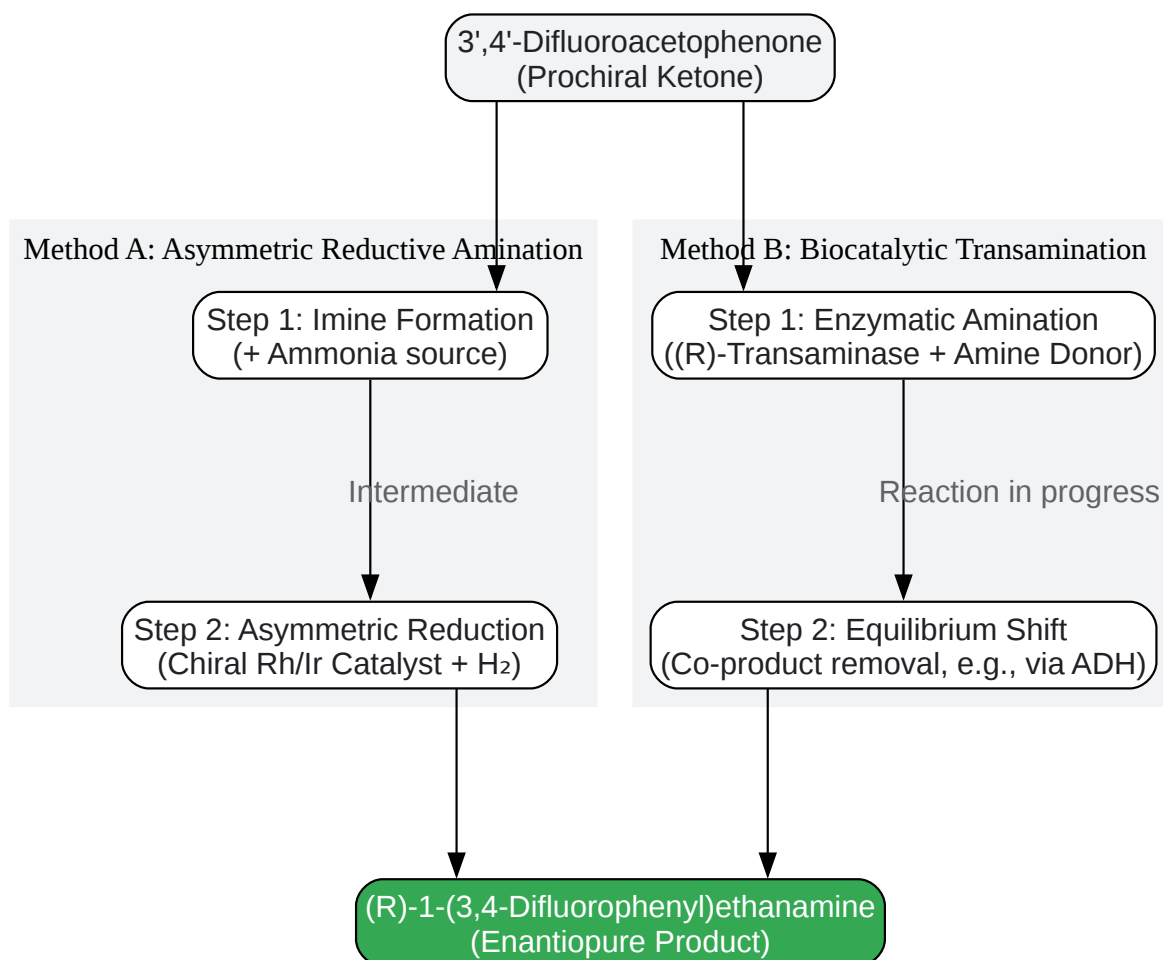 3',4'-Difluoroacetophenone
(Prochiral Ketone)
Method A: Asymmetric Reductive Amination
Step 1: Imine Formation
(+ Ammonia source)
Intermediate
Step 2: Asymmetric Reduction
(Chiral Rh/Ir Catalyst + H₂)
Method B: Biocatalytic Transamination
Step 1: Enzymatic Amination
((R)-Transaminase + Amine Donor)
Reaction in progress
Step 2: Equilibrium Shift
(Co-product removal, e.g., via ADH)
(R)-1-(3,4-Difluorophenyl)ethanamine
(Enantiopure Product)